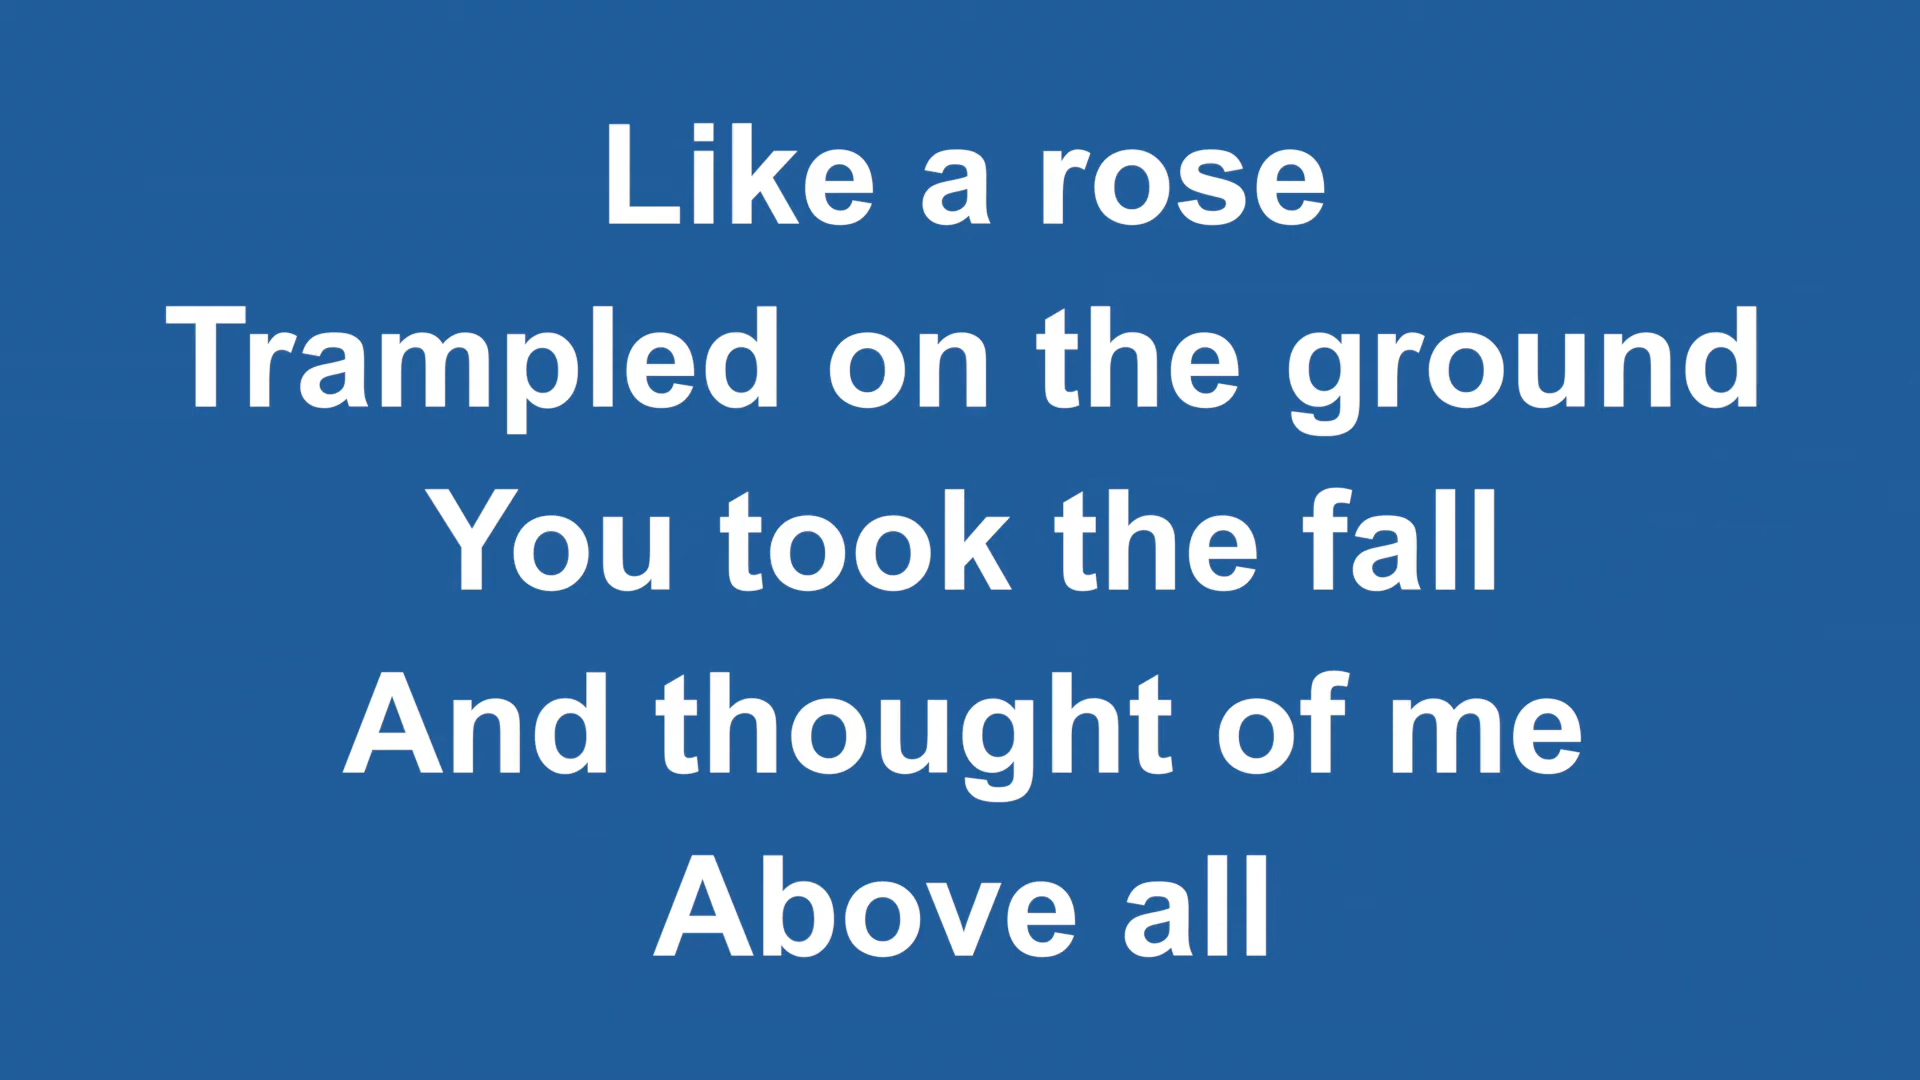 Like a rose
Trampled on the ground
You took the fall
And thought of me
Above all